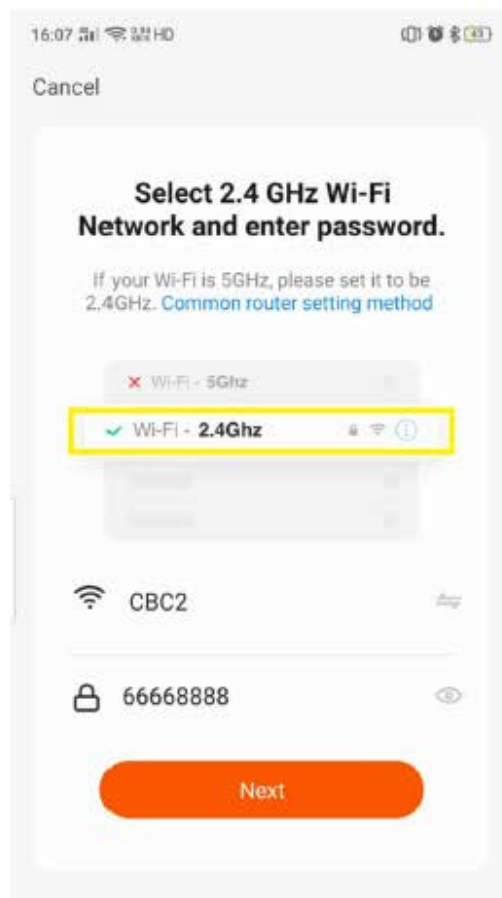 16:07 HD 43
Cancel
Select 2.4 GHz Wi-Fi
Network and enter password.
If your Wi-Fi is 5GHz, please set it to be
2.4GHz. Common router setting method
Wi-Fi - 5Ghz
Wi-Fi - 2.4Ghz
CBC2
66668888
Next